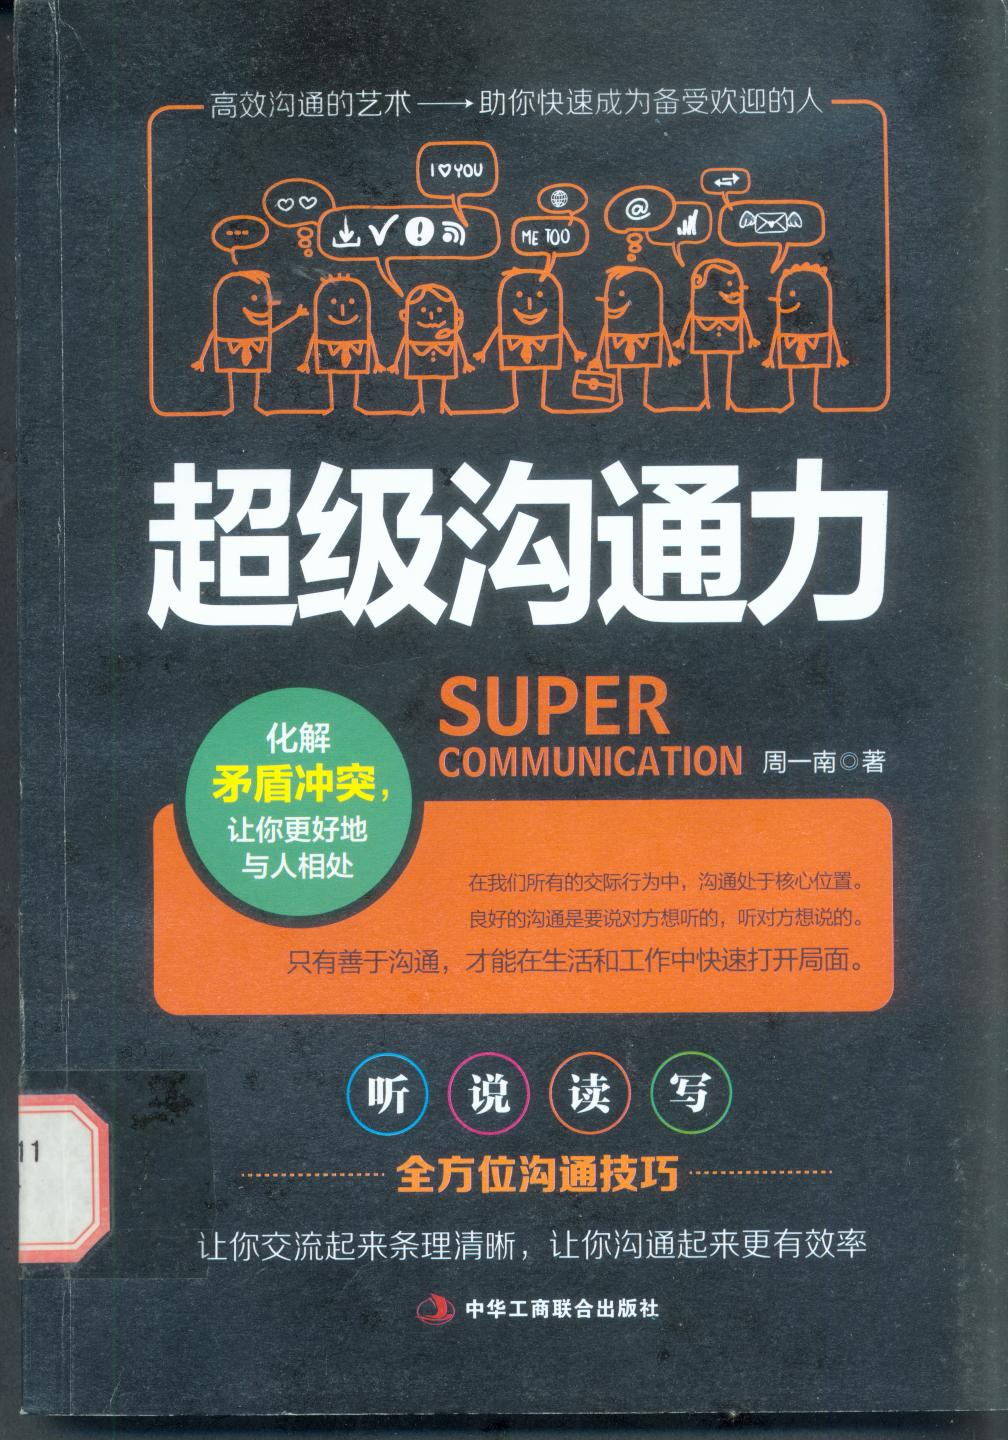 高效沟通的艺术——→助你快速成为备受欢迎的人
I♡YOU
@
ME TOO
超级沟通力
SUPER
COMMUNICATION 周一南◎著
化解
矛盾冲突，
让你更好地
与人相处
在我们所有的交际行为中，沟通处于核心位置。
良好的沟通是要说对方想听的，听对方想说的。
只有善于沟通，才能在生活和工作中快速打开局面。
听 说 读 写
全方位沟通技巧
11
让你交流起来条理清晰，让你沟通起来更有效率
中华工商联合出版社